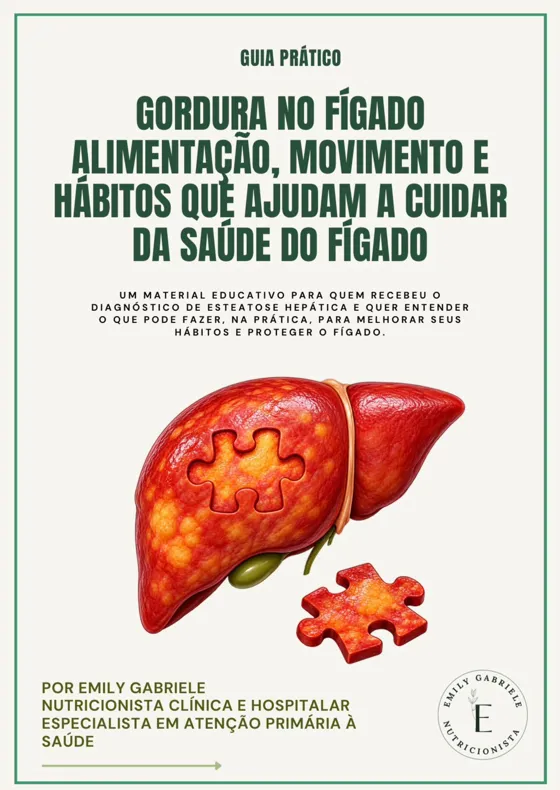 GUIA PRÁTICO
GORDURA NO FÍGADO
ALIMENTAÇÃO, MOVIMENTO E
HÁBITOS QUE AJUDAM A CUIDAR
DA SAÚDE DO FÍGADO
UM MATERIAL EDUCATIVO PARA QUEM RECEBEU O
DIAGNÓSTICO DE ESTEATOSE HEPÁTICA E QUER ENTENDER
O QUE PODE FAZER, NA PRÁTICA, PARA MELHORAR SEUS
HÁBITOS E PROTEGER O FÍGADO.
POR EMILY GABRIELE
NUTRICIONISTA CLÍNICA E HOSPITALAR
ESPECIALISTA EM ATENÇÃO PRIMÁRIA À
SAÚDE
EMILY GABRIELE
E
NUTRICIONISTA